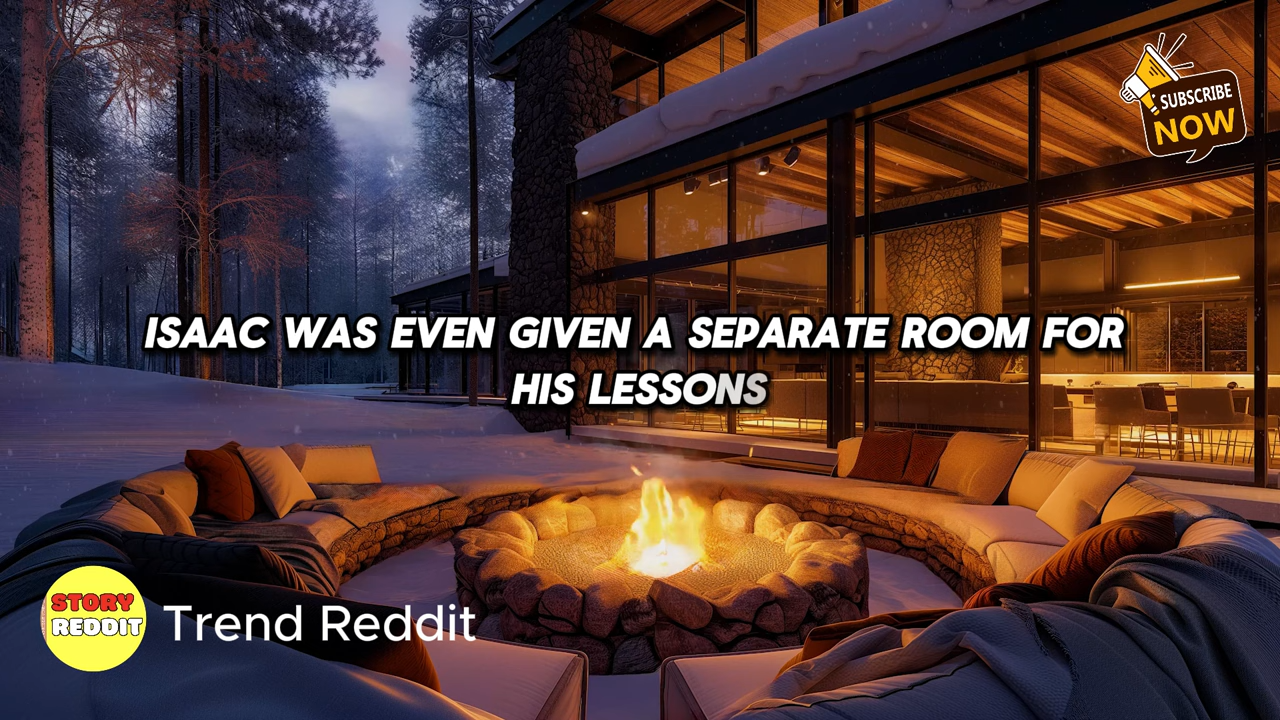 SUBSCRIBE
NOW
ISAAC WAS EVEN GIVEN A SEPARATE ROOM FOR
HIS LESSONS
STORY
REDDIT
Trend Reddit